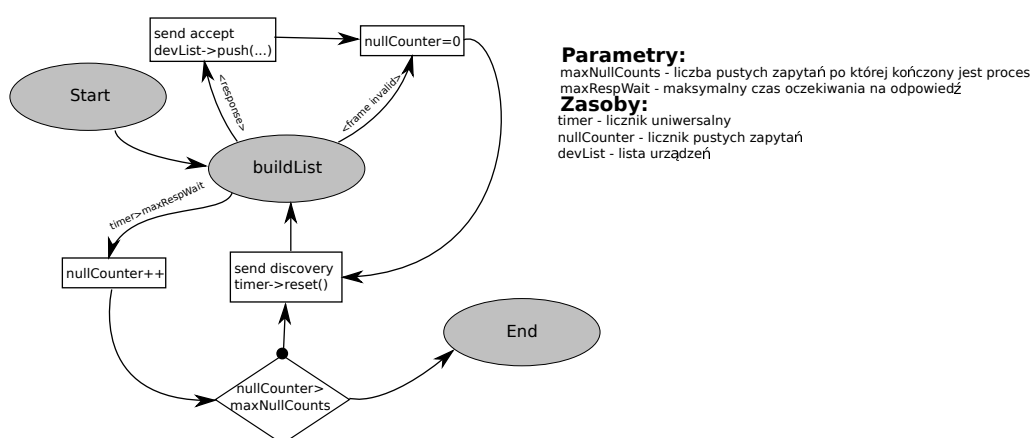 send accept
devList->push(...)
nullCounter=0
<response>
<frame invalid>
Start
buildList
timer>maxRespWait
nullCounter++
send discovery
timer->reset()
End
nullCounter>
maxNullCounts
Parametry:
maxNullCounts - liczba pustych zapytań po której kończony jest proces
maxRespWait - maksymalny czas oczekiwania na odpowiedź
Zasoby:
timer - licznik uniwersalny
nullCounter - licznik pustych zapytań
devList - lista urządzeń